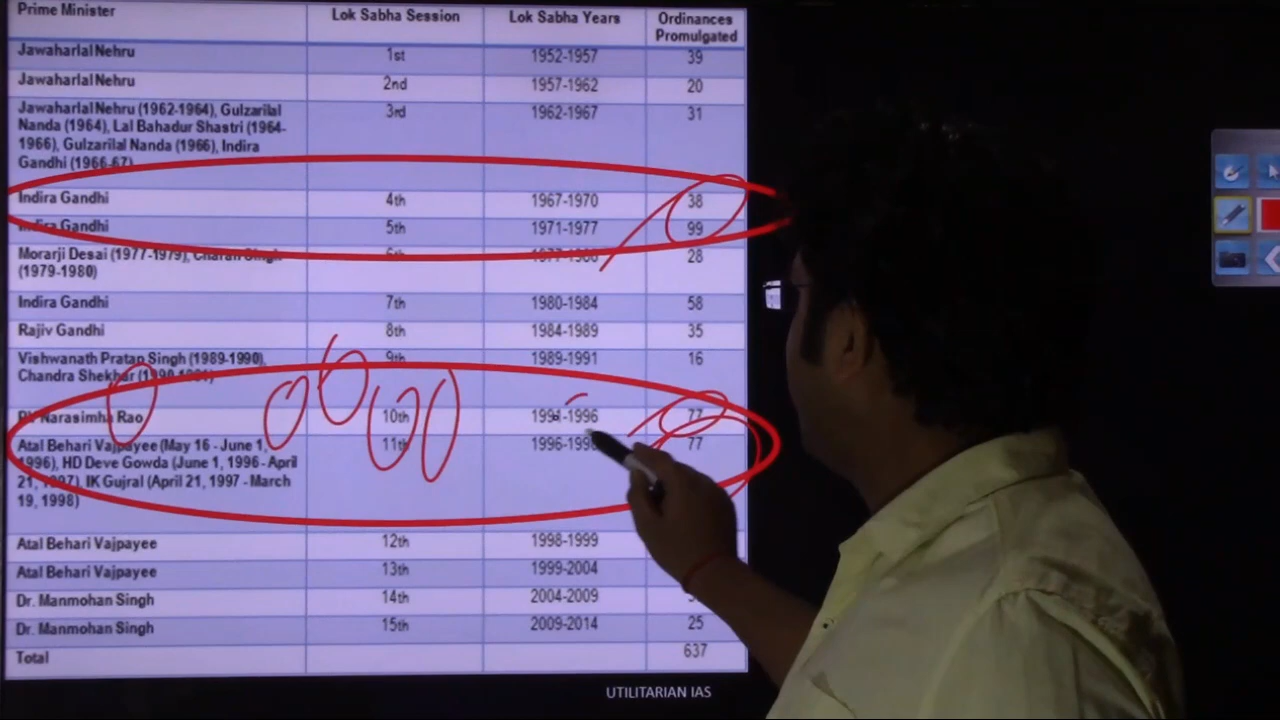 Prime Minister Lok Sabha Session Lok Sabha Years Ordinances
Promulgated
Jawaharlal Nehru 1st 1952-1957 39
Jawaharlal Nehru 2nd 1957-1962 20
Jawaharlal Nehru (1962-1964), Gulzarilal 3rd 1962-1967 31
Nanda (1964), Lal Bahadur Shastri (1964-
1966), Gulzarilal Nanda (1966), Indira
Gandhi (1966-67)
Indira Gandhi 4th 1967-1970 38
Indira Gandhi 5th 1971-1977 99
Morarji Desai (1977-1979), Charan Singh 6th 1977-1980 28
(1979-1980)
Indira Gandhi 7th 1980-1984 58
Rajiv Gandhi 8th 1984-1989 35
Vishwanath Pratap Singh (1989-1990), 9th 1989-1991 16
Chandra Shekhar (1990-1991)
PV Narasimha Rao 10th 1991-1996 77
Atal Behari Vajpayee (May 16 - June 1, 11th 77
1996), HD Deve Gowda (June 1, 1996 - April
21, 1997), IK Gujral (April 21, 1997 - March
19, 1998)
Atal Behari Vajpayee 12th 1998-1999
Atal Behari Vajpayee 13th 1999-2004
Dr. Manmohan Singh 14th 2004-2009
Dr. Manmohan Singh 15th 2009-2014 25
Total 637
UTILITARIAN IAS